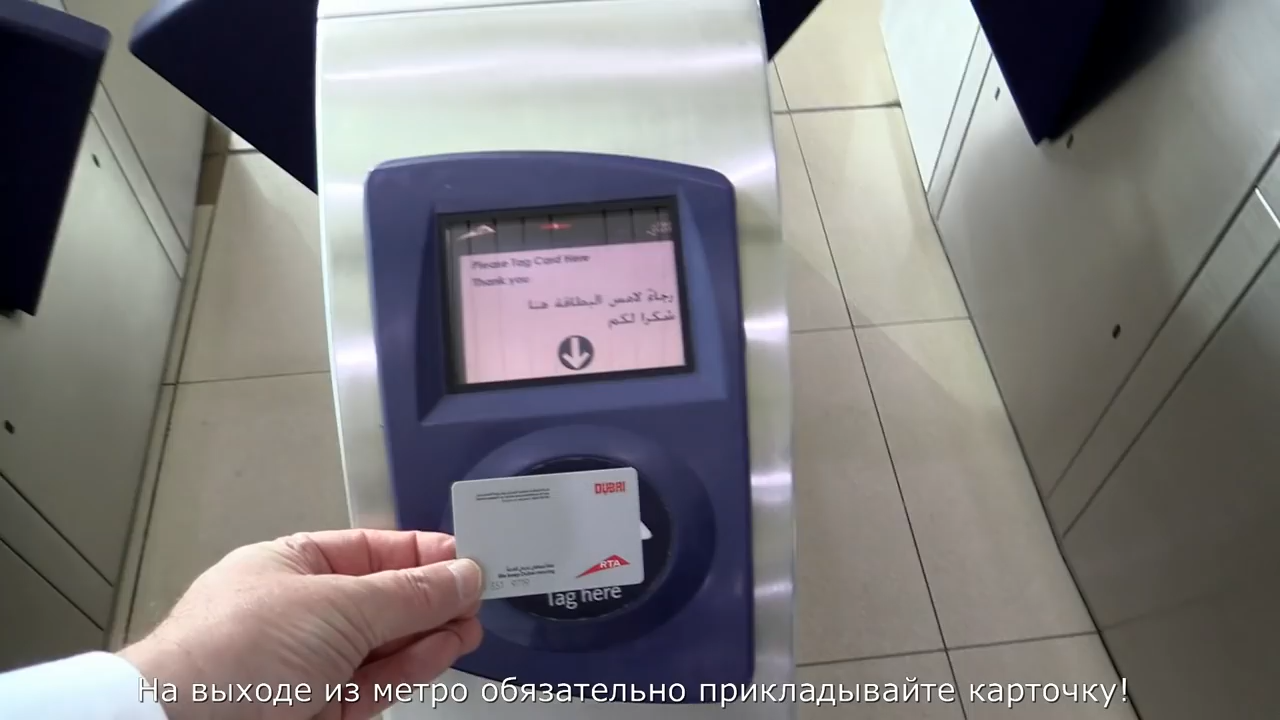 Please Tag Card Here
Thank you
رجاءً لامس البطاقة هنا
شكرا لكم
DUBAI
RTA
Tag here
На выходе из метро обязательно прикладывайте карточку!